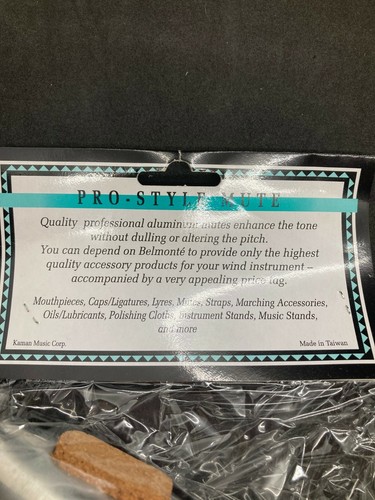 PRO-STYLE MUTE
Quality professional aluminum mutes enhance the tone
without dulling or altering the pitch.
You can depend on Belmonté to provide only the highest
quality accessory products for your wind instrument –
accompanied by a very appealing price tag.
Mouthpieces, Caps/Ligatures, Lyres, Mutes, Straps, Marching Accessories,
Oils/Lubricants, Polishing Cloths, Instrument Stands, Music Stands,
and more
Kaman Music Corp.
Made in Taiwan